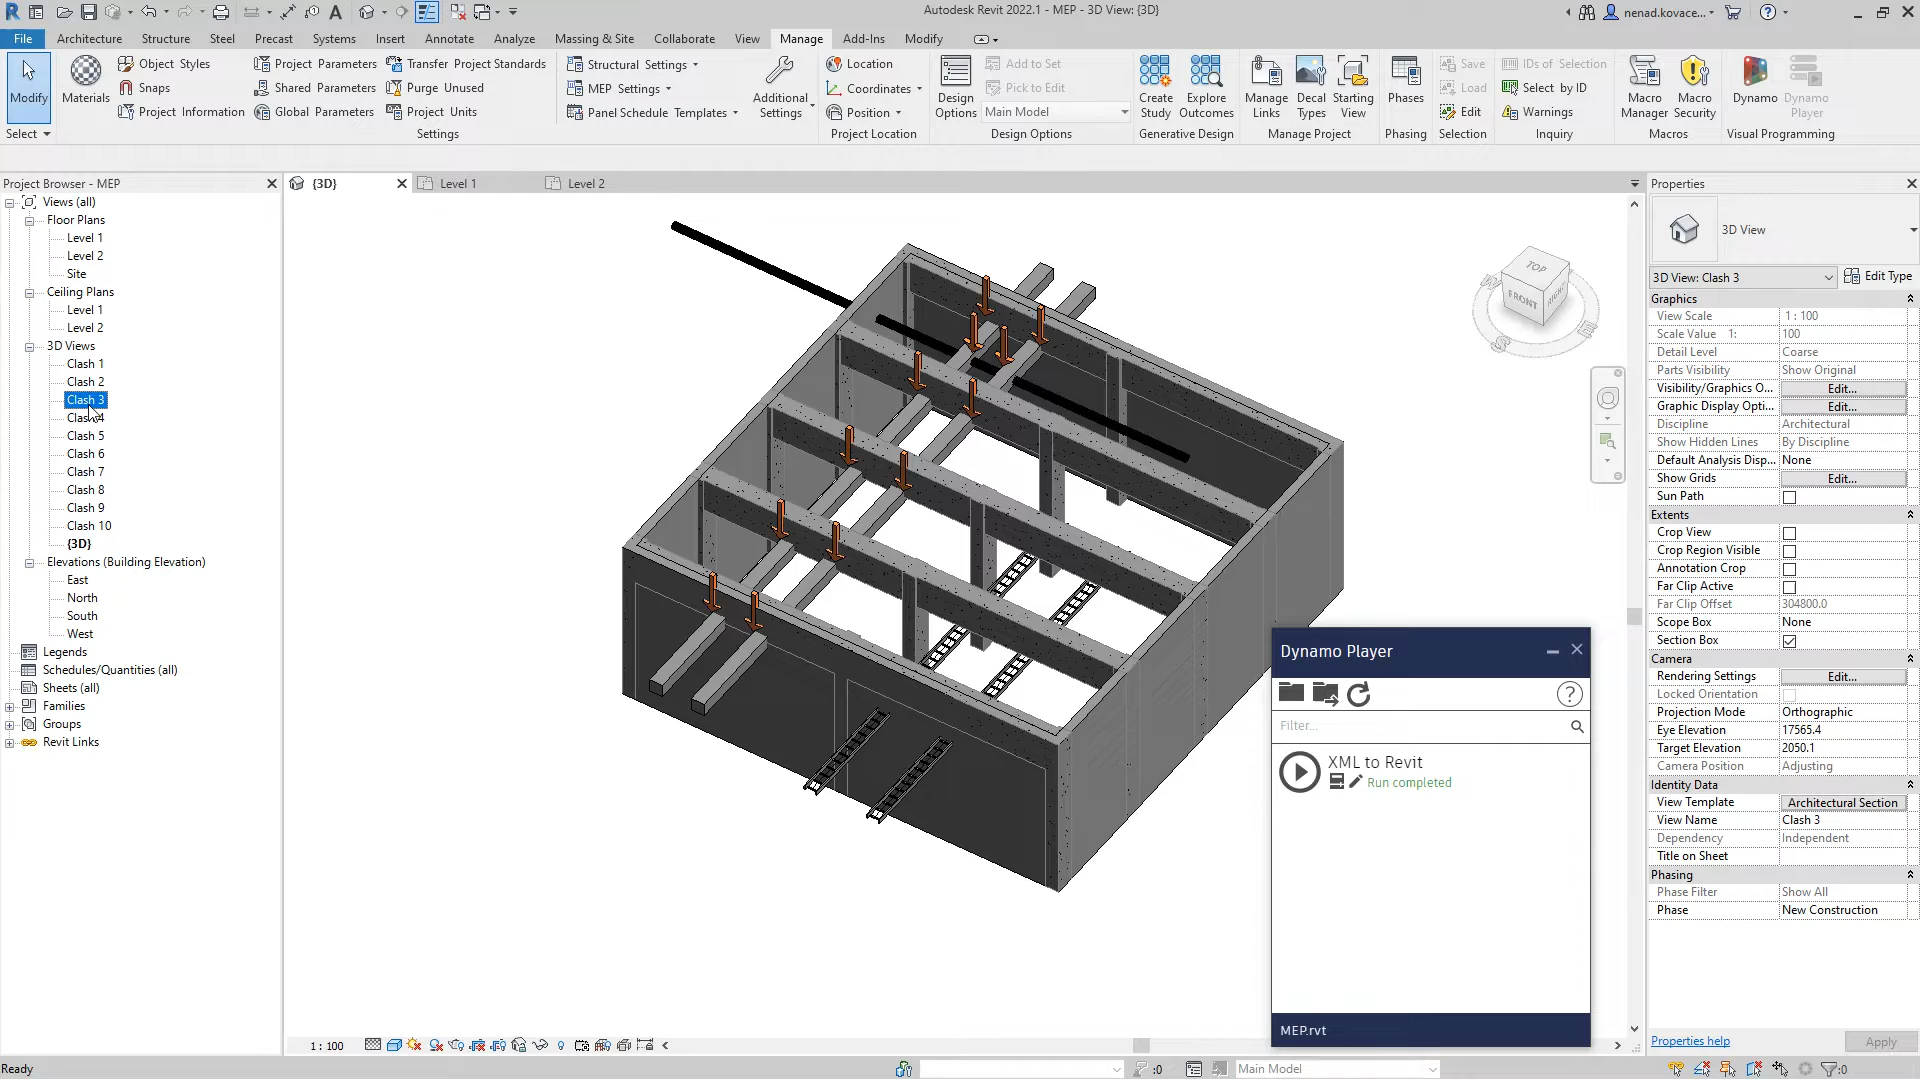 Autodesk Revit 2022.1 - MEP - 3D View: {3D}
nenad.kovace...
File Architecture Structure Steel Precast Systems Insert Annotate Analyze Massing & Site Collaborate View Manage Add-Ins Modify
Modify
Select
Materials
Object Styles
Snaps
Project Information
Project Parameters
Shared Parameters
Global Parameters
Transfer Project Standards
Purge Unused
Project Units
Settings
Structural Settings
MEP Settings
Panel Schedule Templates
Additional Settings
Location
Coordinates
Position
Project Location
Design Options
Add to Set
Pick to Edit
Main Model
Design Options
Create Study
Explore Outcomes
Generative Design
Manage Links
Decal Types
Starting View
Manage Project
Phases
Phasing
Save
Load
Edit
Selection
IDs of Selection
Select by ID
Warnings
Inquiry
Macro Manager
Macro Security
Macros
Dynamo
Dynamo Player
Visual Programming
Project Browser - MEP
Views (all)
Floor Plans
Level 1
Level 2
Site
Ceiling Plans
Level 1
Level 2
3D Views
Clash 1
Clash 2
Clash 3
Clash 4
Clash 5
Clash 6
Clash 7
Clash 8
Clash 9
Clash 10
{3D}
Elevations (Building Elevation)
East
North
South
West
Legends
Schedules/Quantities (all)
Sheets (all)
Families
Groups
Revit Links
{3D}
Level 1
Level 2
TOP
FRONT
RIGHT
W
S
E
Dynamo Player
Filter...
XML to Revit
Run completed
MEP.rvt
1 : 100
Properties
3D View
3D View: Clash 3
Edit Type
Graphics
View Scale 1 : 100
Scale Value 1: 100
Detail Level Coarse
Parts Visibility Show Original
Visibility/Graphics O... Edit...
Graphic Display Opti... Edit...
Discipline Architectural
Show Hidden Lines By Discipline
Default Analysis Disp... None
Show Grids Edit...
Sun Path
Extents
Crop View
Crop Region Visible
Annotation Crop
Far Clip Active
Far Clip Offset 304800.0
Scope Box None
Section Box
Camera
Rendering Settings Edit...
Locked Orientation
Projection Mode Orthographic
Eye Elevation 17565.4
Target Elevation 2050.1
Camera Position Adjusting
Identity Data
View Template Architectural Section
View Name Clash 3
Dependency Independent
Title on Sheet
Phasing
Phase Filter Show All
Phase New Construction
Properties help
Apply
Ready
:0
Main Model
:0